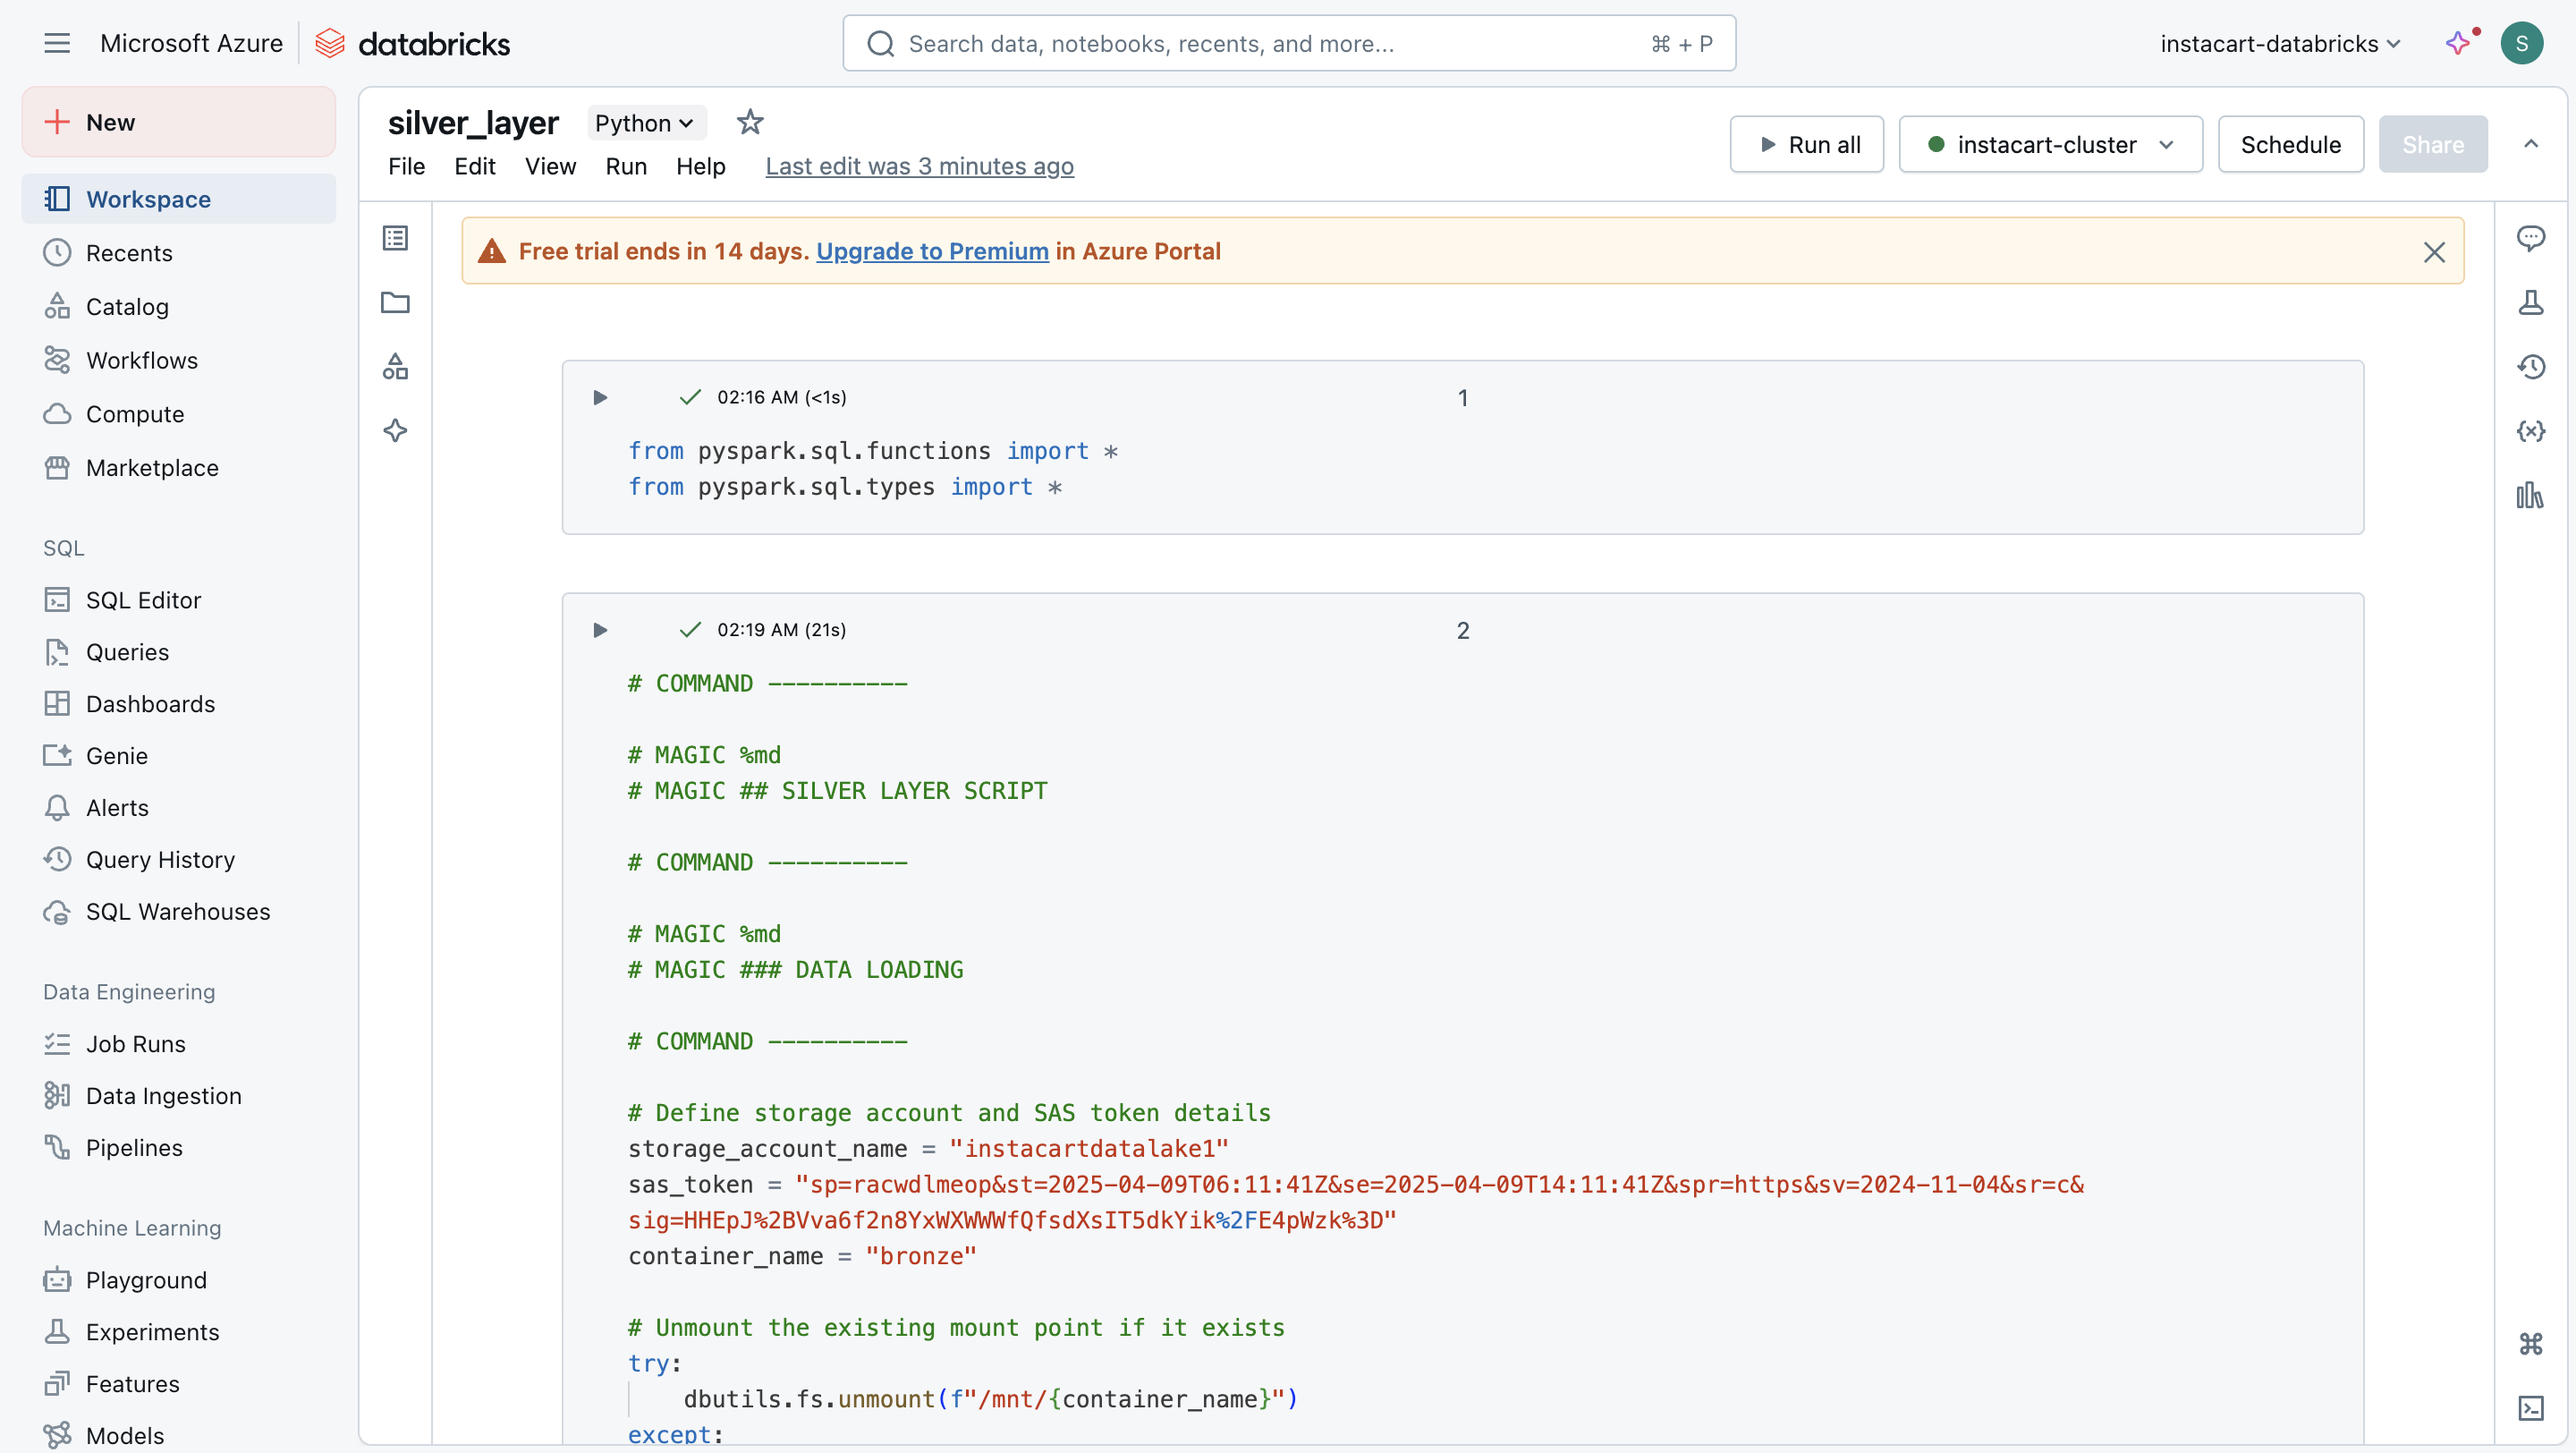 Microsoft Azure databricks
Search data, notebooks, recents, and more... ⌘ + P
instacart-databricks
S
New
Workspace
Recents
Catalog
Workflows
Compute
Marketplace
SQL
SQL Editor
Queries
Dashboards
Genie
Alerts
Query History
SQL Warehouses
Data Engineering
Job Runs
Data Ingestion
Pipelines
Machine Learning
Playground
Experiments
Features
Models
silver_layer Python
File Edit View Run Help Last edit was 3 minutes ago
Run all instacart-cluster Schedule Share
Free trial ends in 14 days. Upgrade to Premium in Azure Portal
02:16 AM (<1s) 1
from pyspark.sql.functions import *
from pyspark.sql.types import *
02:19 AM (21s) 2
# COMMAND ----------
# MAGIC %md
# MAGIC ## SILVER LAYER SCRIPT
# COMMAND ----------
# MAGIC %md
# MAGIC ### DATA LOADING
# COMMAND ----------
# Define storage account and SAS token details
storage_account_name = "instacartdatalake1"
sas_token = "sp=racwdlmeop&st=2025-04-09T06:11:41Z&se=2025-04-09T14:11:41Z&spr=https&sv=2024-11-04&sr=c&
sig=HHEpJ%2BVva6f2n8YxWXWWWfQfsdXsIT5dkYik%2FE4pWzk%3D"
container_name = "bronze"
# Unmount the existing mount point if it exists
try:
dbutils.fs.unmount(f"/mnt/{container_name}")
except: